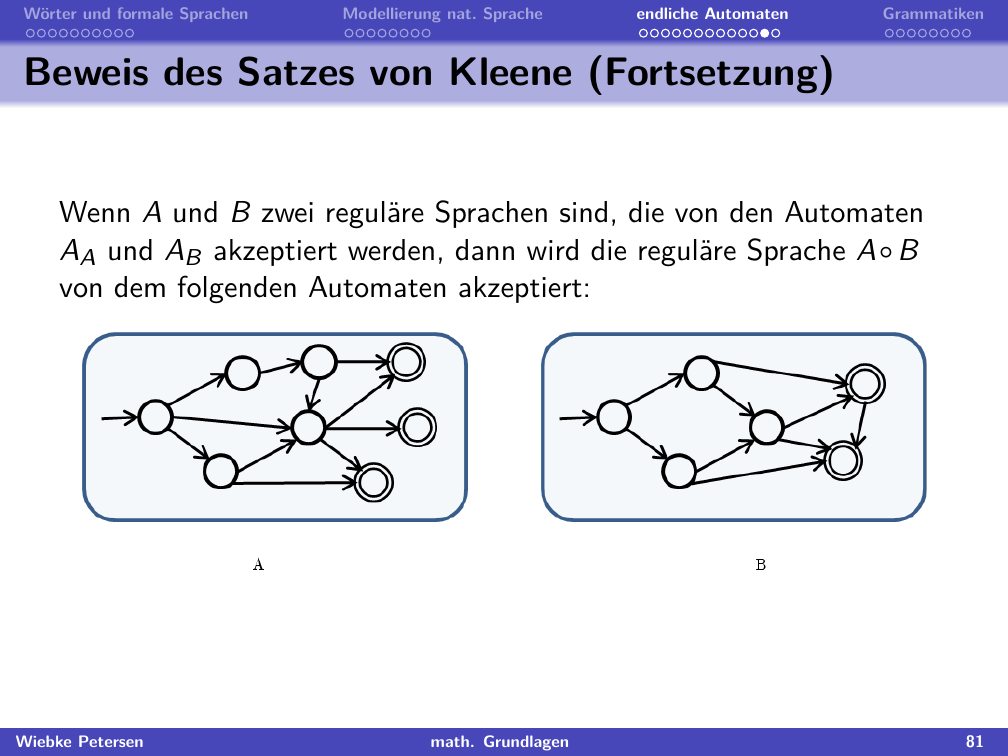 Wörter und formale Sprachen
Modellierung nat. Sprache
endliche Automaten
Grammatiken
Beweis des Satzes von Kleene (Fortsetzung)
Wenn A und B zwei reguläre Sprachen sind, die von den Automaten
A_A und A_B akzeptiert werden, dann wird die reguläre Sprache A∘B
von dem folgenden Automaten akzeptiert:
A
B
Wiebke Petersen
math. Grundlagen
81